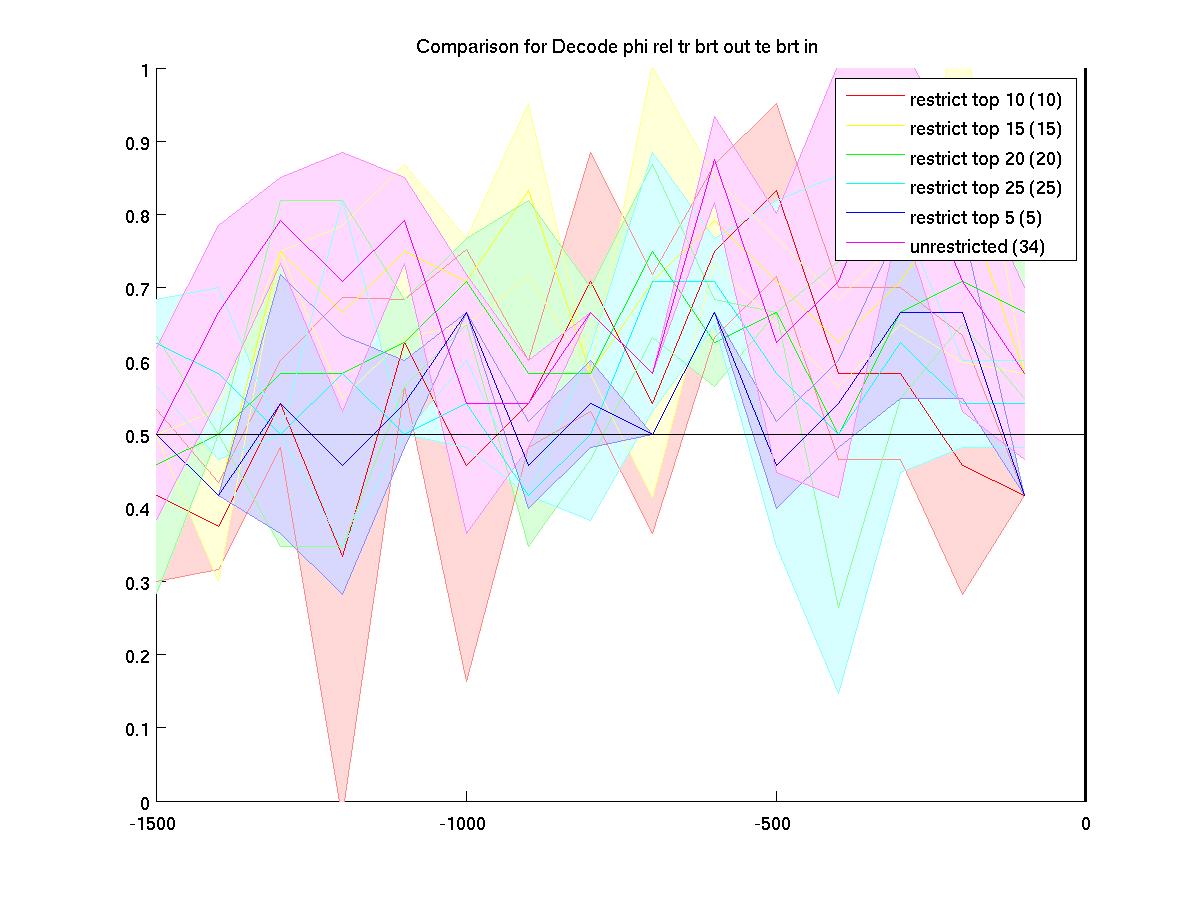 Comparison for Decode phi rel tr brt out te brt in
1
0.9
0.8
0.7
0.6
0.5
0.4
0.3
0.2
0.1
0
-1500
-1000
-500
0
restrict top 10 (10)
restrict top 15 (15)
restrict top 20 (20)
restrict top 25 (25)
restrict top 5 (5)
unrestricted (34)